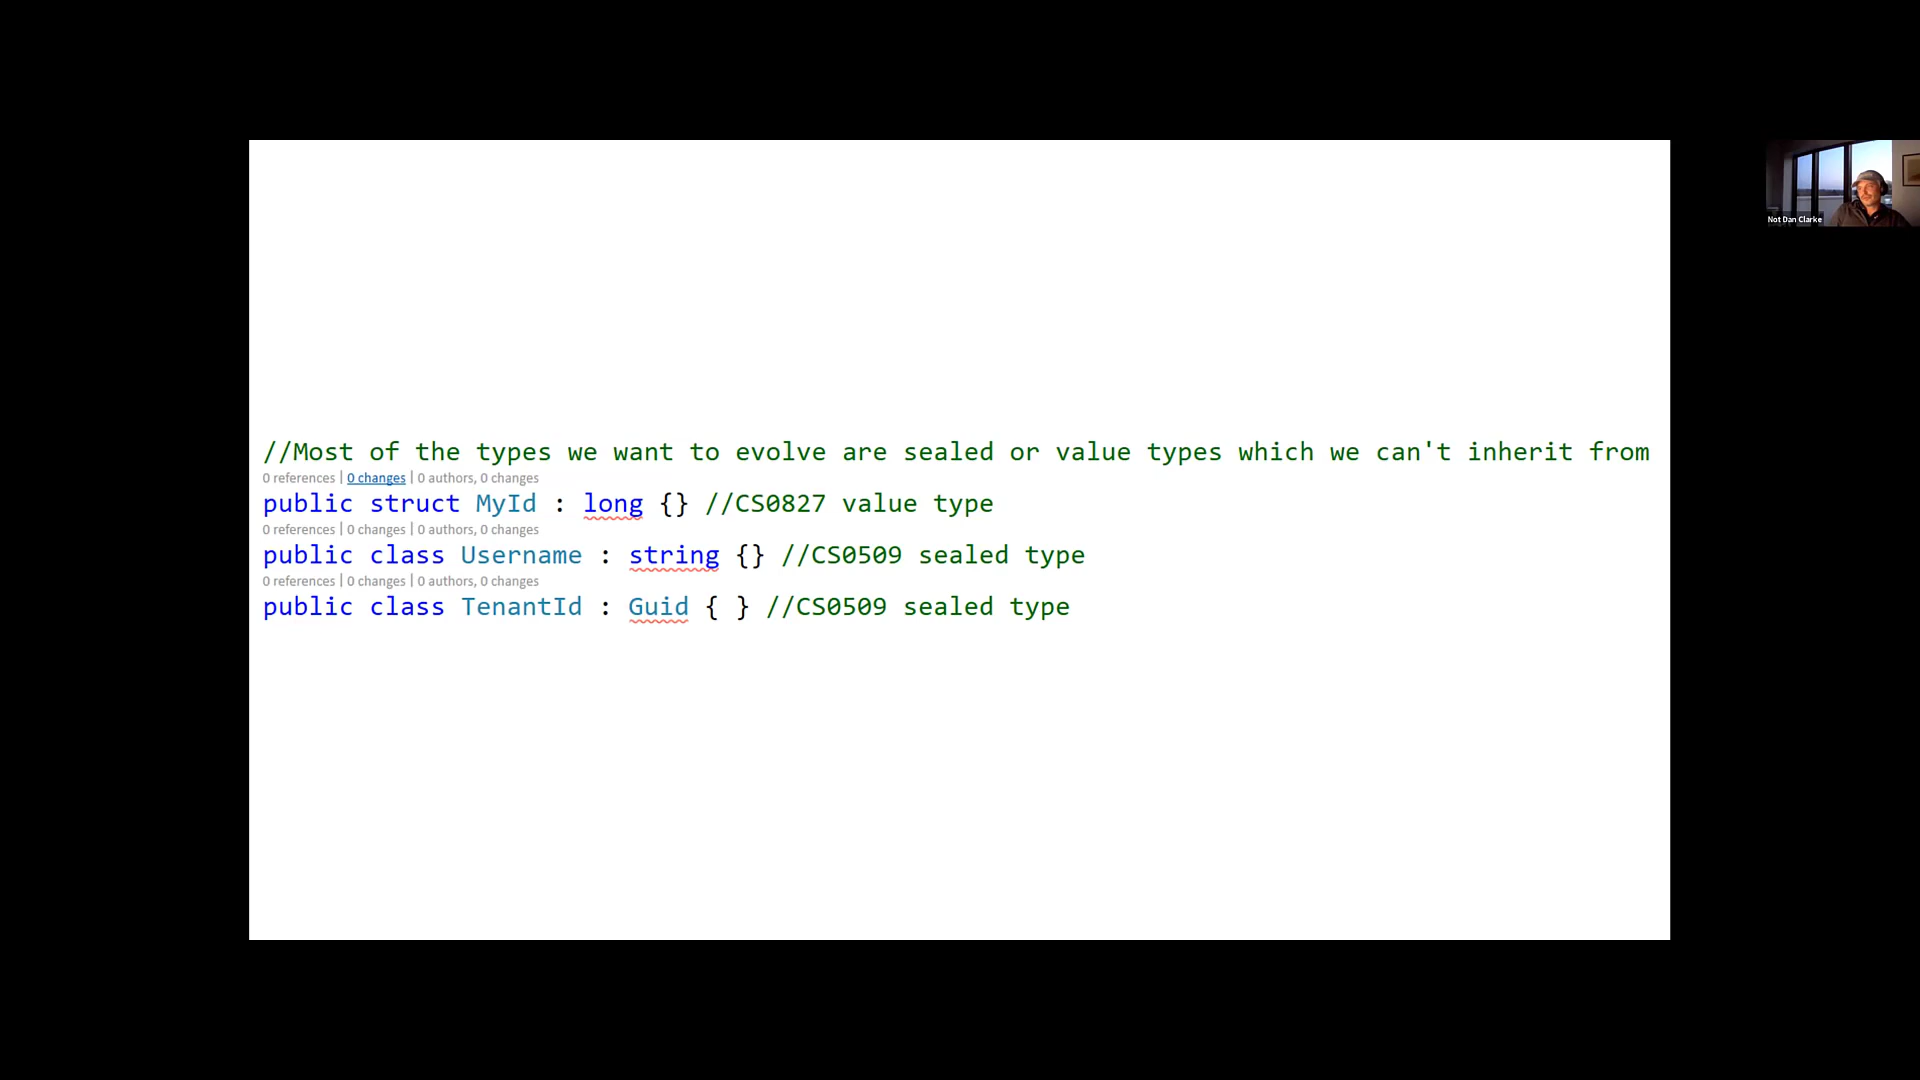 //Most of the types we want to evolve are sealed or value types which we can't inherit from
0 references | 0 changes | 0 authors, 0 changes
public struct MyId : long {} //CS0827 value type
0 references | 0 changes | 0 authors, 0 changes
public class Username : string {} //CS0509 sealed type
0 references | 0 changes | 0 authors, 0 changes
public class TenantId : Guid { } //CS0509 sealed type
Not Dan Clarke